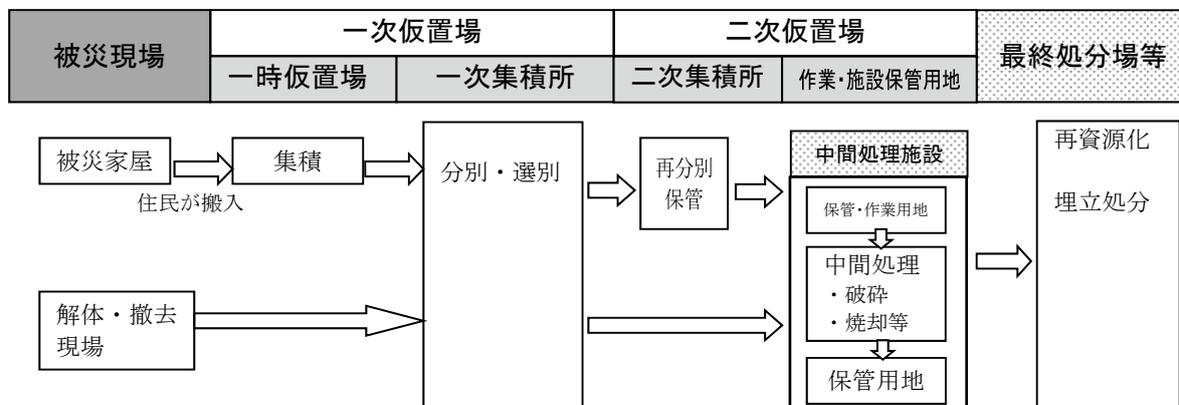 被災現場
一次仮置場
二次仮置場
最終処分場等
一時仮置場
一次集積所
二次集積所
作業・施設保管用地
被災家屋
住民が搬入
集積
分別・選別
再分別
保管
中間処理施設
保管・作業用地
中間処理
・破砕
・焼却等
保管用地
再資源化
埋立処分
解体・撤去
現場